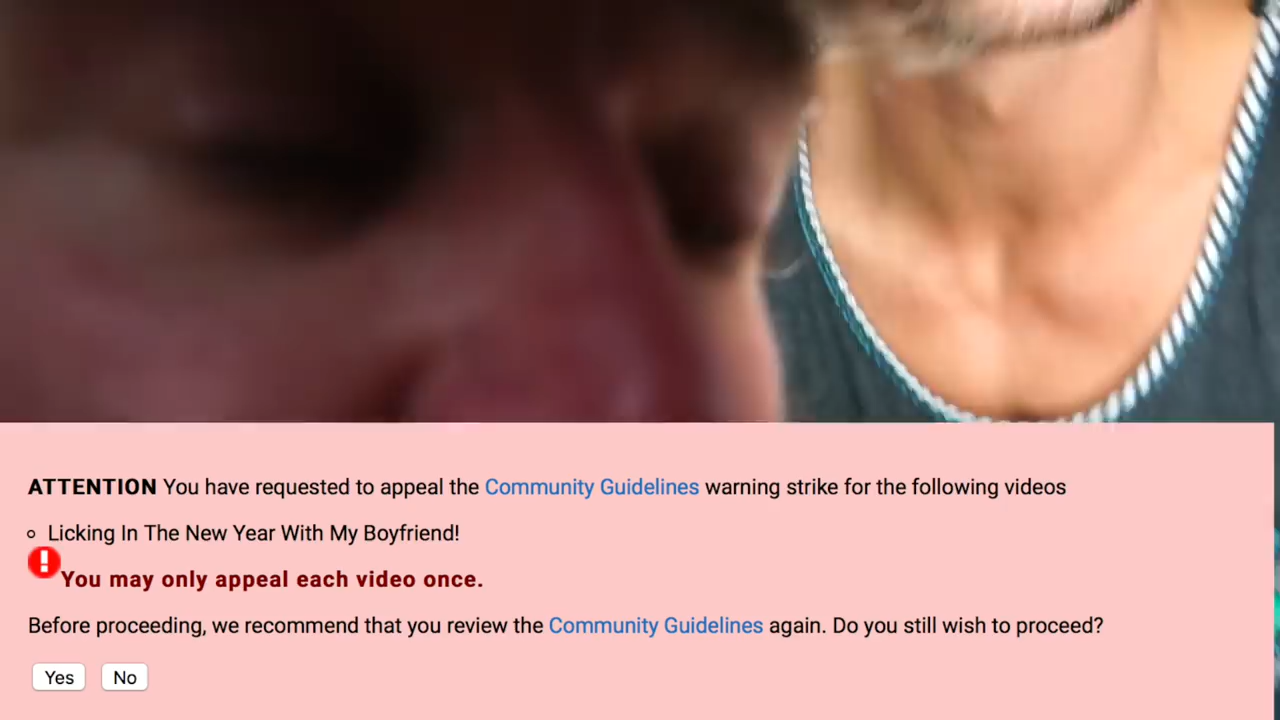 ATTENTION You have requested to appeal the Community Guidelines warning strike for the following videos
Licking In The New Year With My Boyfriend!
You may only appeal each video once.
Before proceeding, we recommend that you review the Community Guidelines again. Do you still wish to proceed?
Yes No